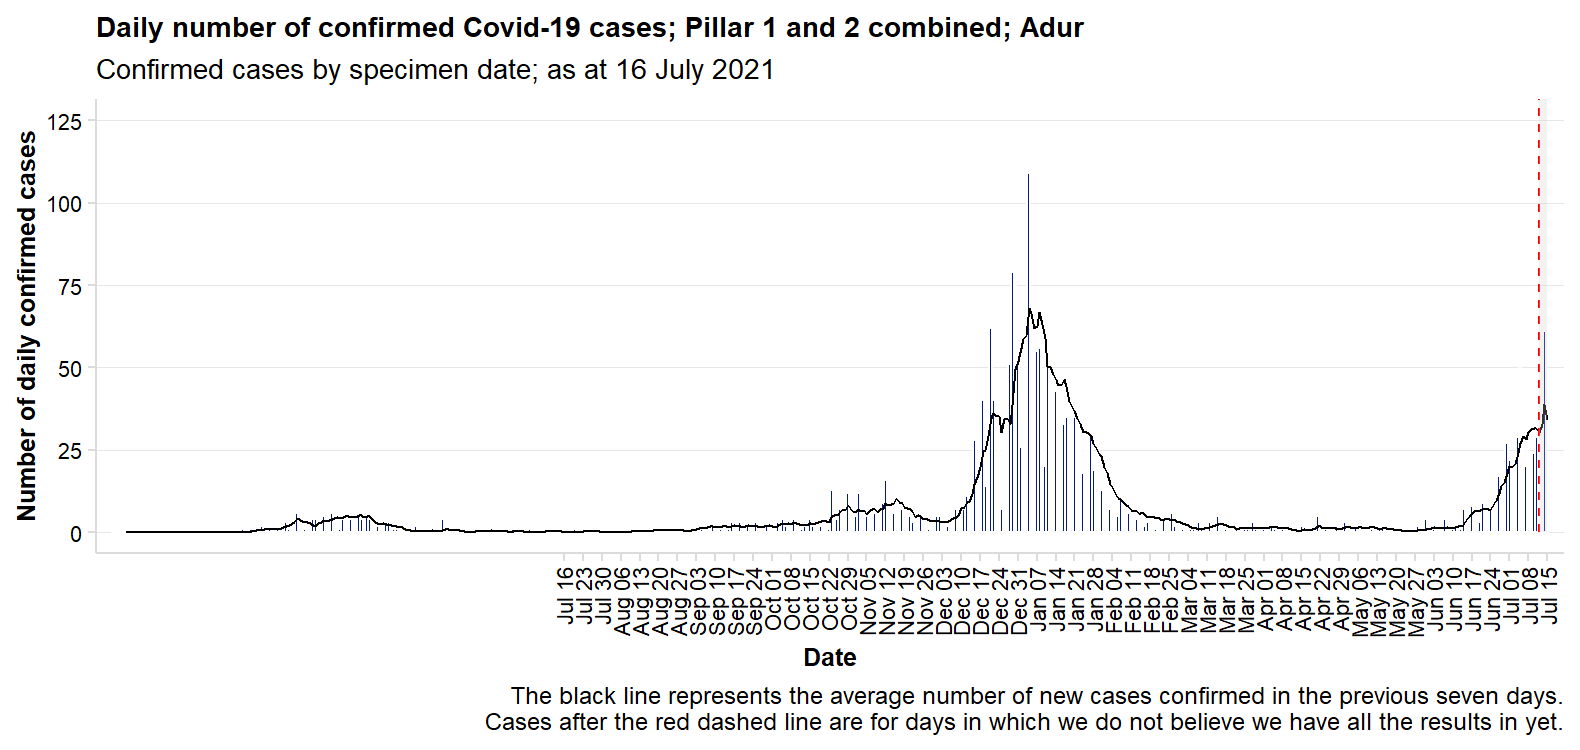 Daily number of confirmed Covid-19 cases; Pillar 1 and 2 combined; Adur
Confirmed cases by specimen date; as at 16 July 2021
Number of daily confirmed cases
125
100
75
50
25
0
Jul 16
Jul 23
Jul 30
Aug 06
Aug 13
Aug 20
Aug 27
Sep 03
Sep 10
Sep 17
Sep 24
Oct 01
Oct 08
Oct 15
Oct 22
Oct 29
Nov 05
Nov 12
Nov 19
Nov 26
Dec 03
Dec 10
Dec 17
Dec 24
Dec 31
Jan 07
Jan 14
Jan 21
Jan 28
Feb 04
Feb 11
Feb 18
Feb 25
Mar 04
Mar 11
Mar 18
Mar 25
Apr 01
Apr 08
Apr 15
Apr 22
Apr 29
May 06
May 13
May 20
May 27
Jun 03
Jun 10
Jun 17
Jun 24
Jul 01
Jul 08
Jul 15
Date
The black line represents the average number of new cases confirmed in the previous seven days.
Cases after the red dashed line are for days in which we do not believe we have all the results in yet.